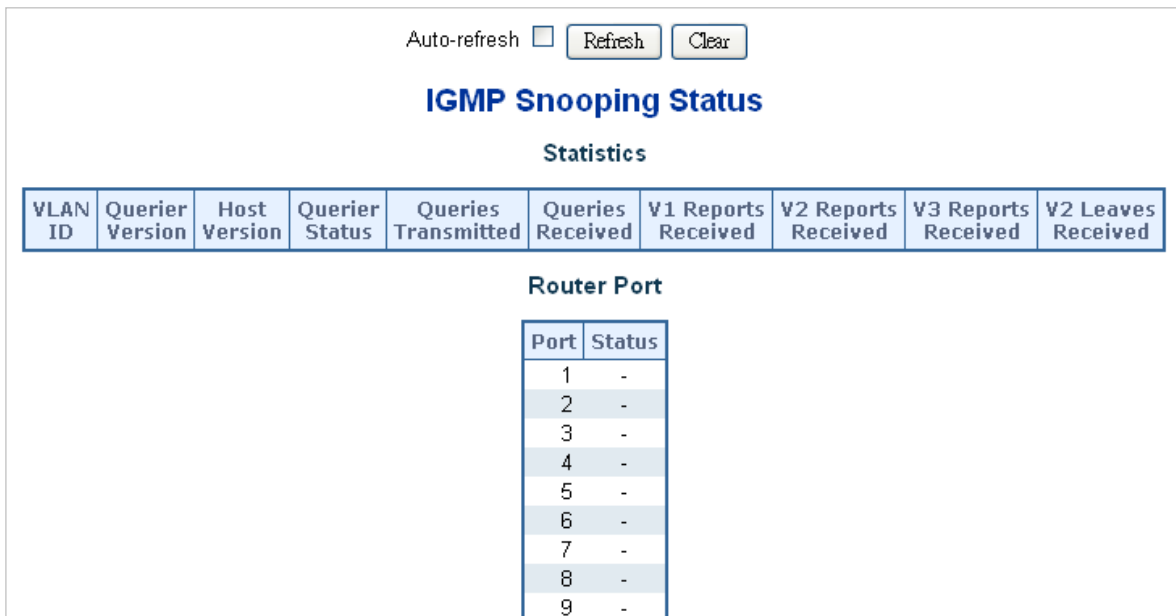 Auto-refresh Refresh Clear
IGMP Snooping Status
Statistics
VLAN ID Querier Version Host Version Querier Status Queries Transmitted Queries Received V1 Reports Received V2 Reports Received V3 Reports Received V2 Leaves Received
Router Port
Port Status
1 -
2 -
3 -
4 -
5 -
6 -
7 -
8 -
9 -